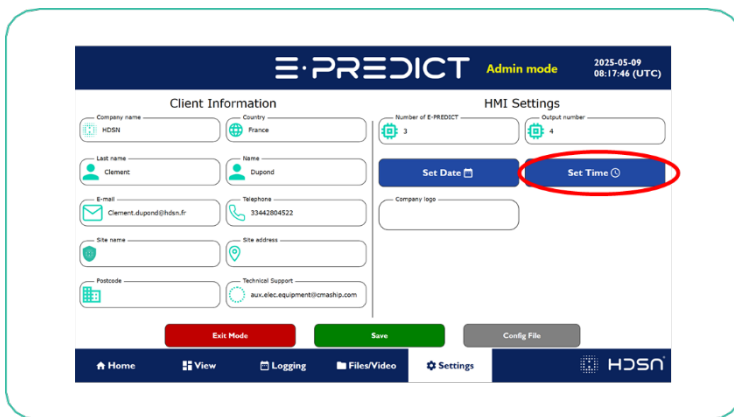 E·PREDICT
Admin mode
2025-05-09
08:17:46 (UTC)
Client Information
HMI Settings
Company name
HDSN
Country
France
Number of E-PREDICT
3
Output number
4
Last name
Clement
Name
Dupond
Set Date
Set Time
E-mail
Clement.dupond@hdsn.fr
Telephone
33442804522
Company logo
Site name
Site address
Postcode
Technical Support
aux.elec.equipment@cmaship.com
Exit Mode
Save
Config File
Home
View
Logging
Files/Video
Settings
HDSN